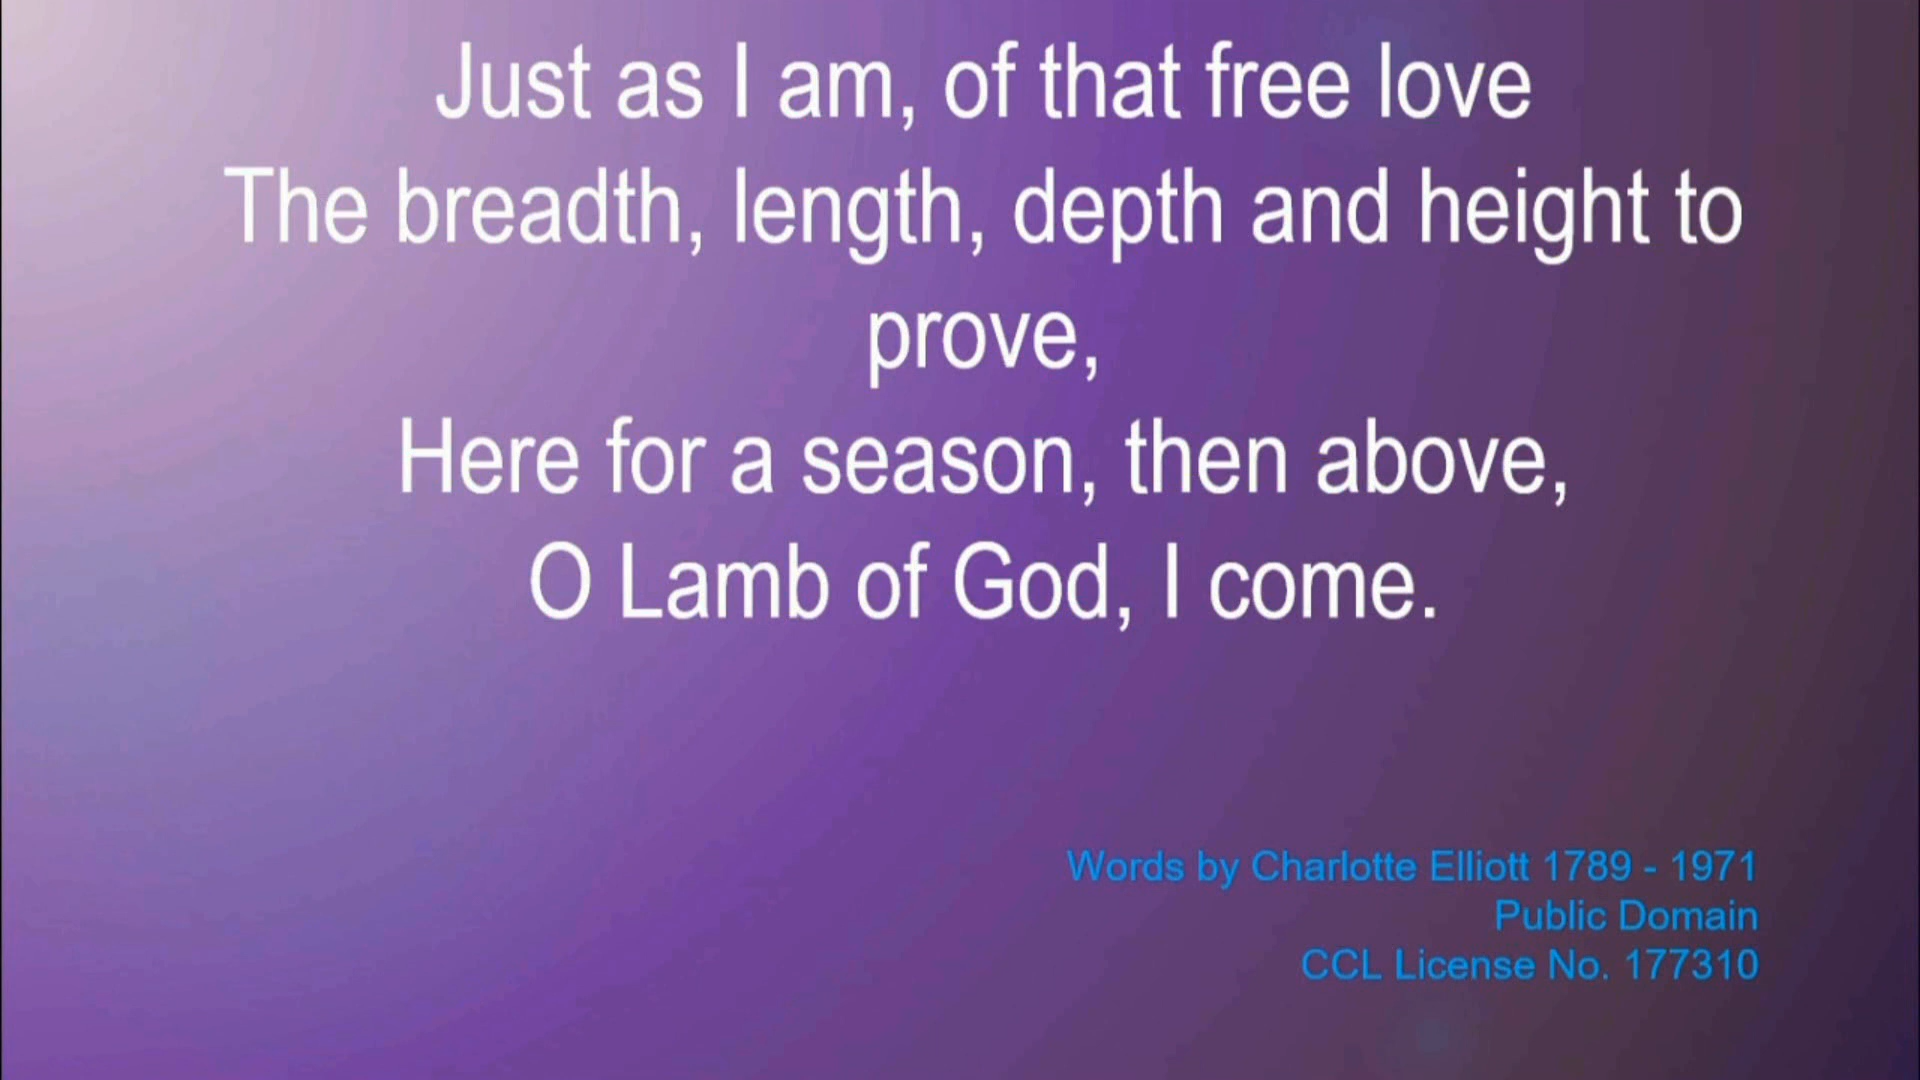 Just as I am, of that free love
The breadth, length, depth and height to
prove,
Here for a season, then above,
O Lamb of God, I come.
Words by Charlotte Elliott 1789 - 1971
Public Domain
CCL License No. 177310